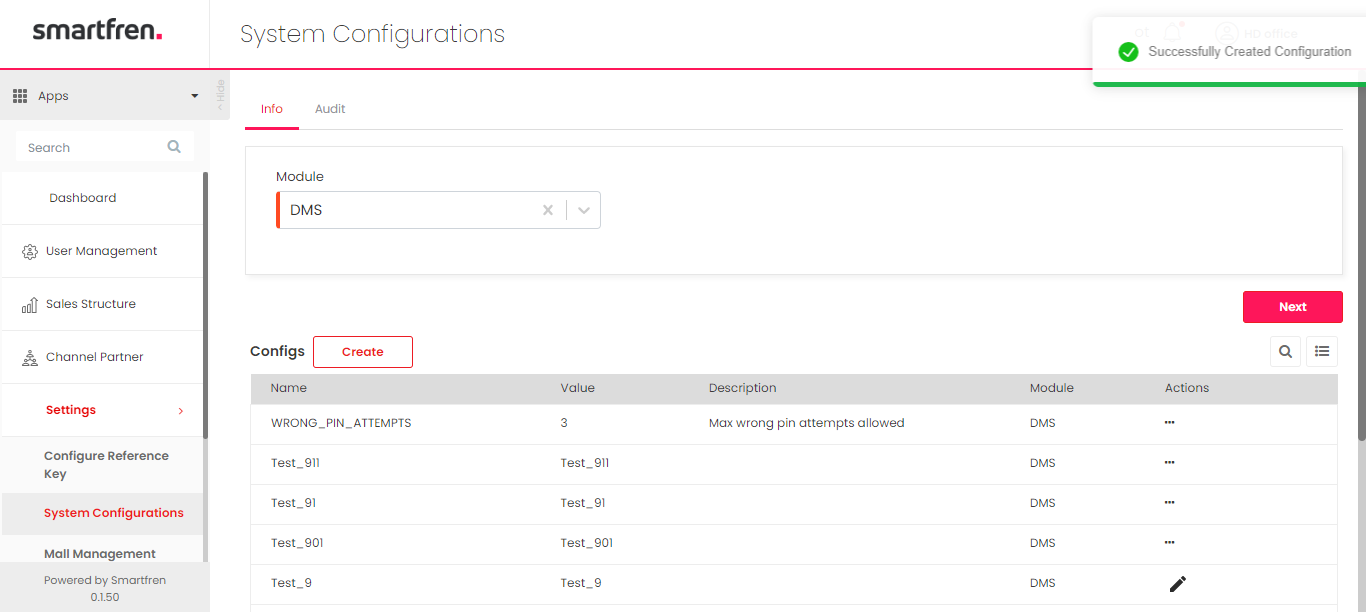 smartfren.
System Configurations
HD office
Successfully Created Configuration
Apps
< Hide
Info
Audit
Search
Module
DMS
Dashboard
User Management
Sales Structure
Next
Channel Partner
Configs
Create
Name Value Description Module Actions
Settings
WRONG_PIN_ATTEMPTS 3 Max wrong pin attempts allowed DMS
Configure Reference
Key
Test_911 Test_911 DMS
Test_91 Test_91 DMS
System Configurations
Test_901 Test_901 DMS
Mall Management
Test_9 Test_9 DMS
Powered by Smartfren
0.1.50